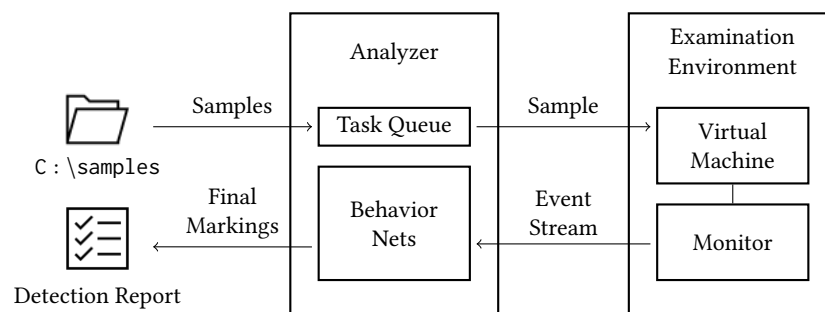 Analyzer
Examination
Environment
Samples
Task Queue
Sample
Virtual
Machine
C:\samples
Final
Markings
Behavior
Nets
Event
Stream
Monitor
Detection Report